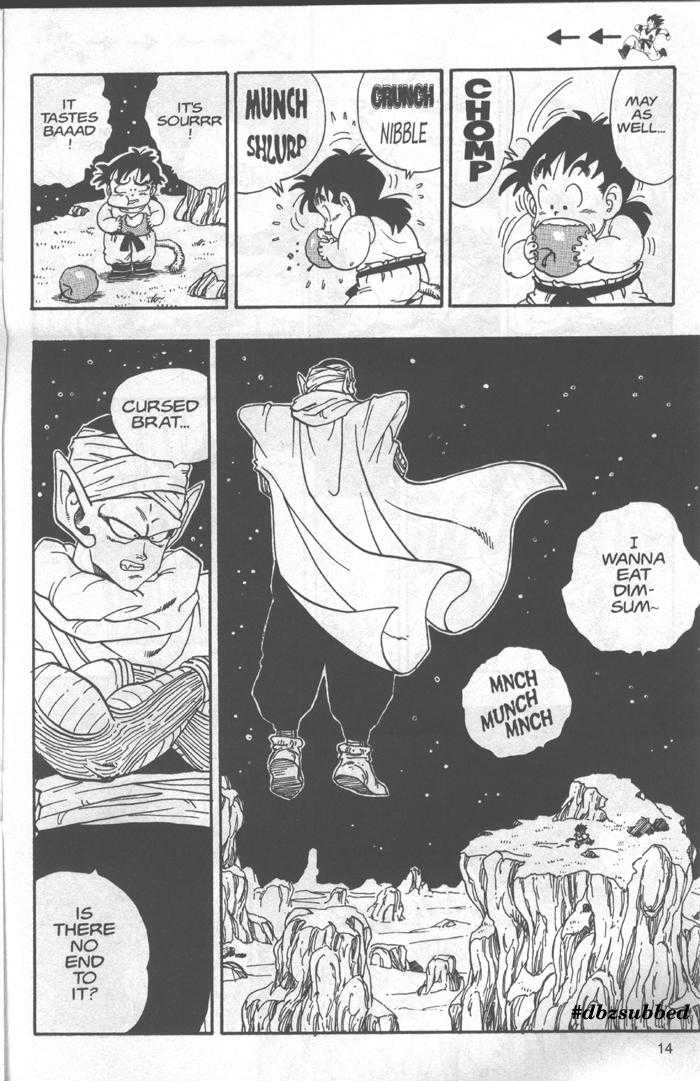 MAY
AS
WELL...
CHOMP
CRUNCH
NIBBLE
MUNCH
SHLURP
IT'S
SOURRR
!
IT
TASTES
BAAAD
!
I
WANNA
EAT
DIM-
SUM~
MNCH
MUNCH
MNCH
CURSED
BRAT...
IS
THERE
NO
END
TO
IT?
#dbzsubbed
14